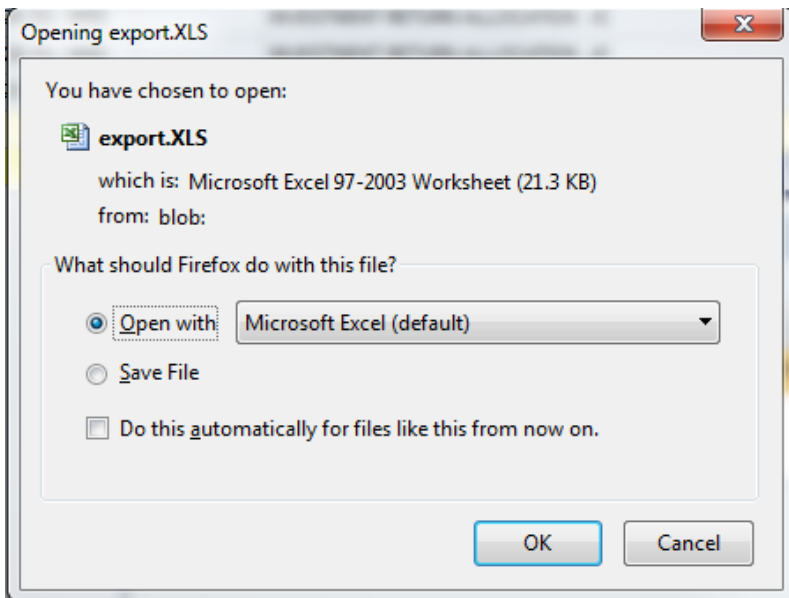 Opening export.XLS
You have chosen to open:
export.XLS
which is: Microsoft Excel 97-2003 Worksheet (21.3 KB)
from: blob:
What should Firefox do with this file?
Open with Microsoft Excel (default)
Save File
Do this automatically for files like this from now on.
OK Cancel